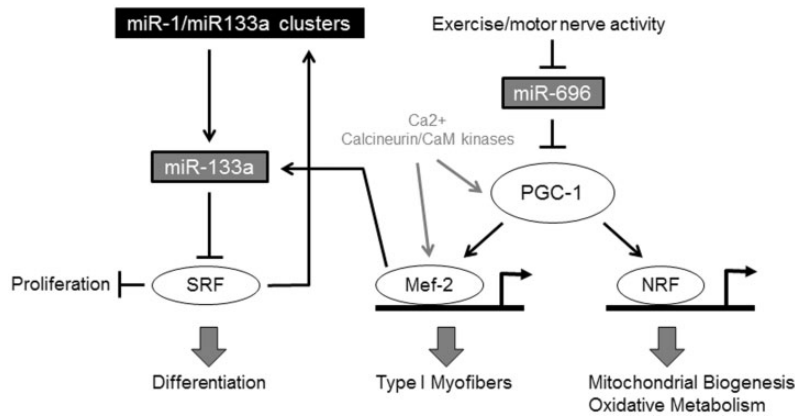 miR-1/miR133a clusters
Exercise/motor nerve activity
miR-696
Ca2+
Calcineurin/CaM kinases
miR-133a
PGC-1
Proliferation
SRF
Mef-2
NRF
Differentiation
Type I Myofibers
Mitochondrial Biogenesis
Oxidative Metabolism